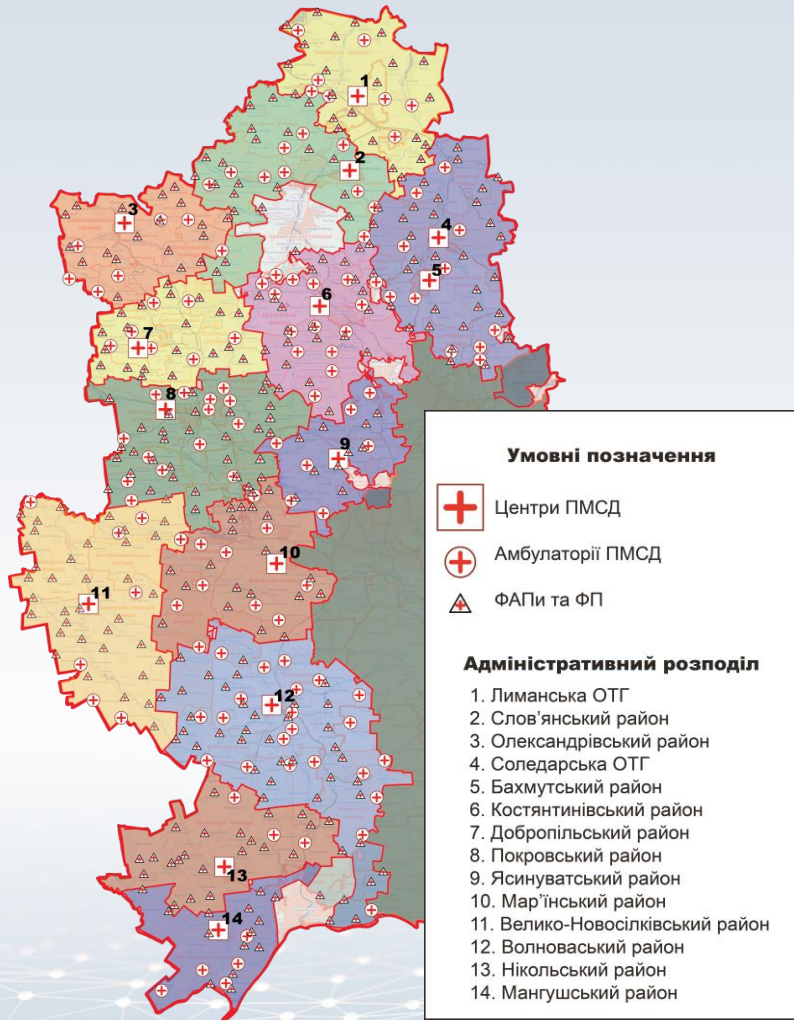 1
2
3
4
5
6
7
8
9
10
11
12
13
14
Умовні позначення
Центри ПМСД
Амбулаторії ПМСД
ФАПи та ФП
Адміністративний розподіл
1. Лиманська ОТГ
2. Слов’янський район
3. Олександрівський район
4. Соледарська ОТГ
5. Бахмутський район
6. Костянтинівський район
7. Добропільський район
8. Покровський район
9. Ясинуватський район
10. Мар’їнський район
11. Велико-Новосілківський район
12. Волноваський район
13. Нікольський район
14. Мангушський район